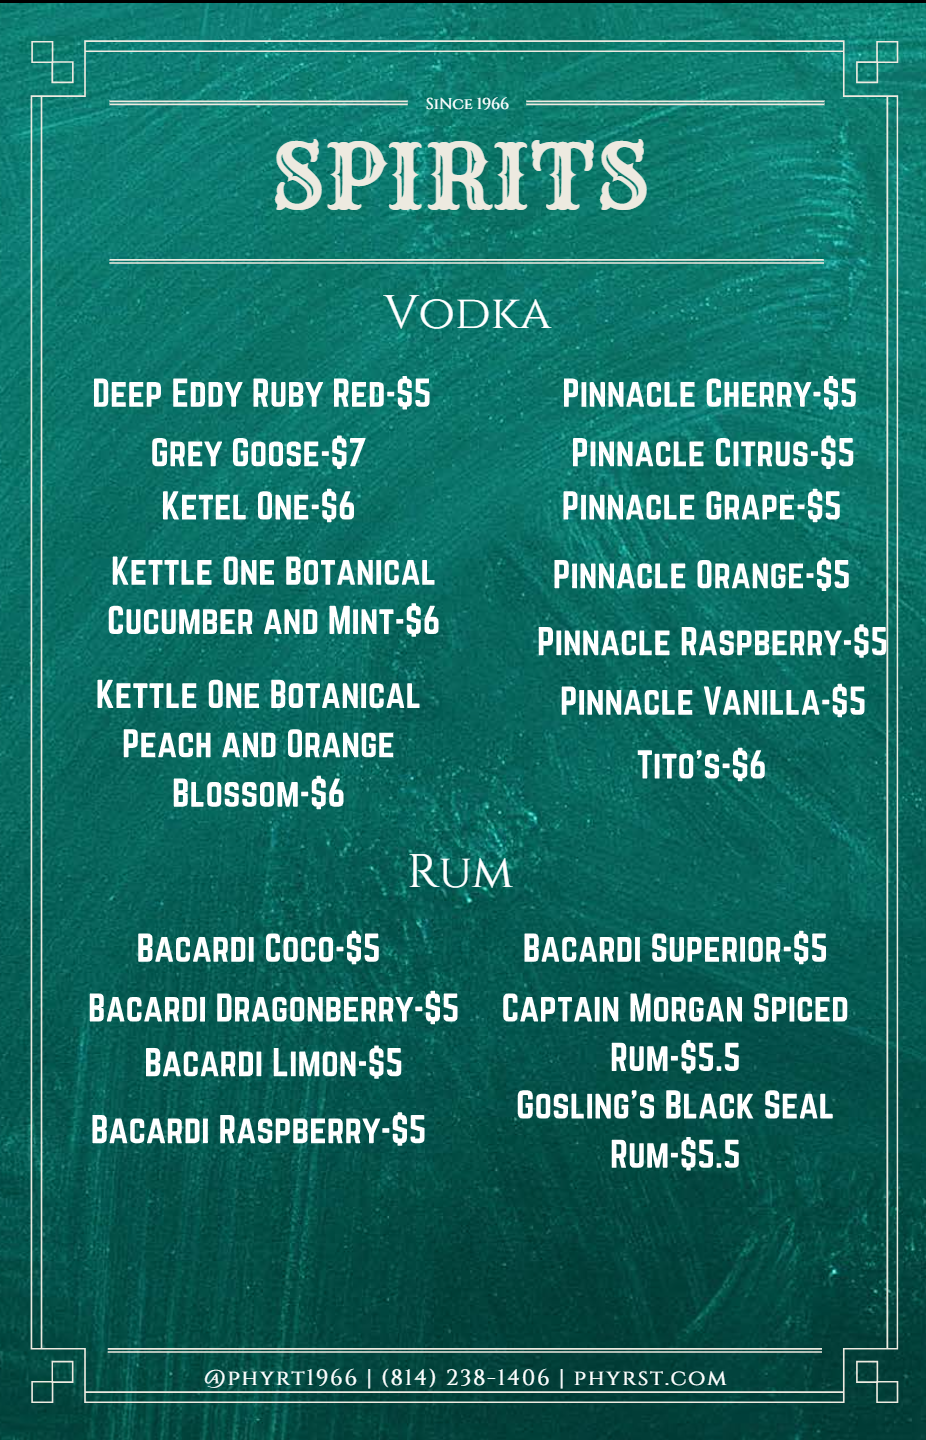 SiNCE 1966
SPIRITS
VODKA
DEEP EDDY RUBY RED-$5
GREY GOOSE-$7
KETEL ONE-$6
KETTLE ONE BOTANICAL
CUCUMBER AND MINT-$6
KETTLE ONE BOTANICAL
PEACH AND ORANGE
BLOSSOM-$6
PINNACLE CHERRY-$5
PINNACLE CITRUS-$5
PINNACLE GRAPE-$5
PINNACLE ORANGE-$5
PINNACLE RASPBERRY-$5
PINNACLE VANILLA-$5
TITO'S-$6
RUM
BACARDI COCO-$5
BACARDI DRAGONBERRY-$5
BACARDI LIMON-$5
BACARDI RASPBERRY-$5
BACARDI SUPERIOR-$5
CAPTAIN MORGAN SPICED
RUM-$5.5
GOSLING'S BLACK SEAL
RUM-$5.5
@PHYRT1966 | (814) 238-1406 | PHYRST.COM